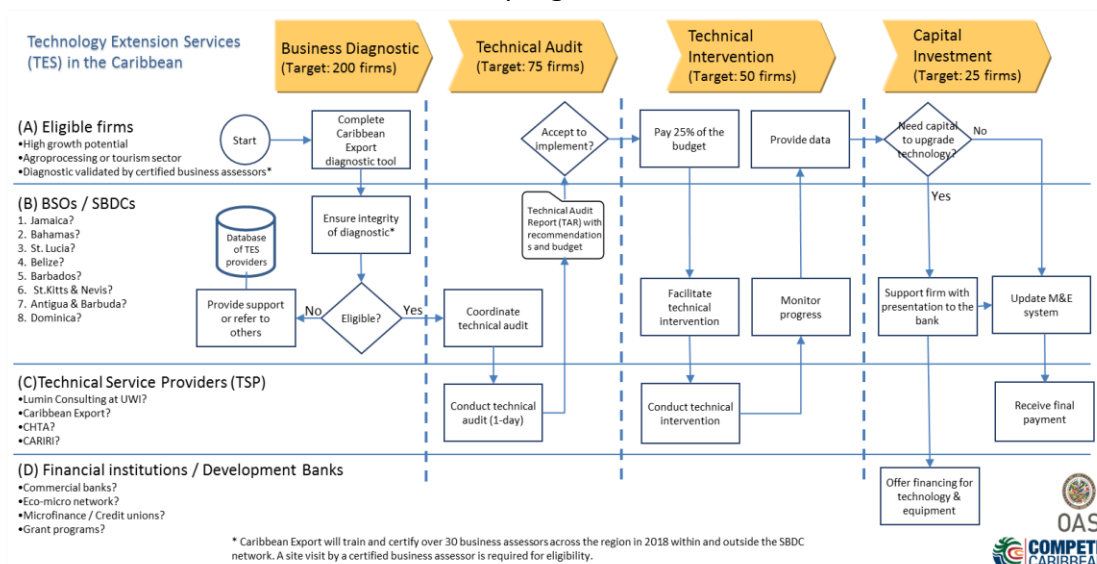 Technology Extension Services
(TES) in the Caribbean
Business Diagnostic
(Target: 200 firms)
Technical Audit
(Target: 75 firms)
Technical
Intervention
(Target: 50 firms)
Capital
Investment
(Target: 25 firms)
(A) Eligible firms
•High growth potential
•Agroprocessing or tourism sector
•Diagnostic validated by certified business assessors*
Start
Complete
Caribbean
Export
diagnostic tool
Accept to
implement?
Pay 25% of the
budget
Provide data
Need capital
to upgrade
technology?
No
Yes
(B) BSOs / SBDCs
1. Jamaica?
2. Bahamas?
3. St. Lucia?
4. Belize?
5. Barbados?
6. St.Kitts & Nevis?
7. Antigua & Barbuda?
8. Dominica?
Database
of TES
providers
Ensure integrity
of diagnostic*
Technical Audit
Report (TAR) with
recommendation
s and budget
Provide support
or refer to
others
No
Eligible?
Yes
Coordinate
technical audit
Facilitate
technical
intervention
Monitor
progress
Support firm with
presentation to the
bank
Update M&E
system
(C)Technical Service Providers (TSP)
•Lumin Consulting at UWI?
•Caribbean Export?
•CHTA?
•CARIRI?
Conduct technical
audit (1-day)
Conduct technical
intervention
Receive final
payment
(D) Financial institutions / Development Banks
•Commercial banks?
•Eco-micro network?
•Microfinance / Credit unions?
•Grant programs?
Offer financing for
technology &
equipment
* Caribbean Export will train and certify over 30 business assessors across the region in 2018 within and outside the SBDC
network. A site visit by a certified business assessor is required for eligibility.
OAS
COMPETE
CARIBBEAN